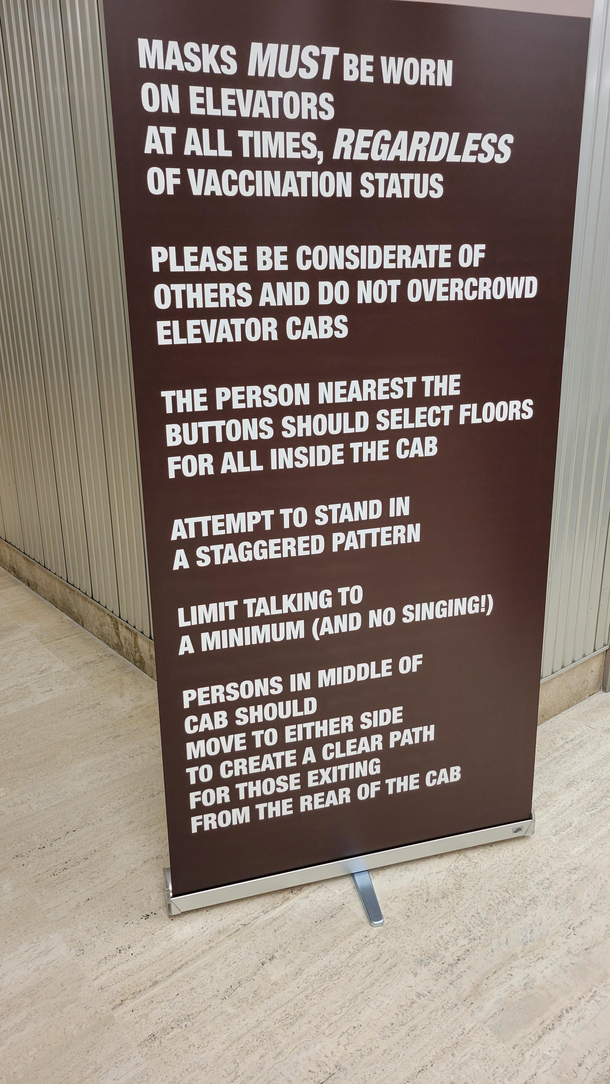 MASKS MUST BE WORN
ON ELEVATORS
AT ALL TIMES, REGARDLESS
OF VACCINATION STATUS
PLEASE BE CONSIDERATE OF
OTHERS AND DO NOT OVERCROWD
ELEVATOR CABS
THE PERSON NEAREST THE
BUTTONS SHOULD SELECT FLOORS
FOR ALL INSIDE THE CAB
ATTEMPT TO STAND IN
A STAGGERED PATTERN
LIMIT TALKING TO
A MINIMUM (AND NO SINGING!)
PERSONS IN MIDDLE OF
CAB SHOULD
MOVE TO EITHER SIDE
TO CREATE A CLEAR PATH
FOR THOSE EXITING
FROM THE REAR OF THE CAB